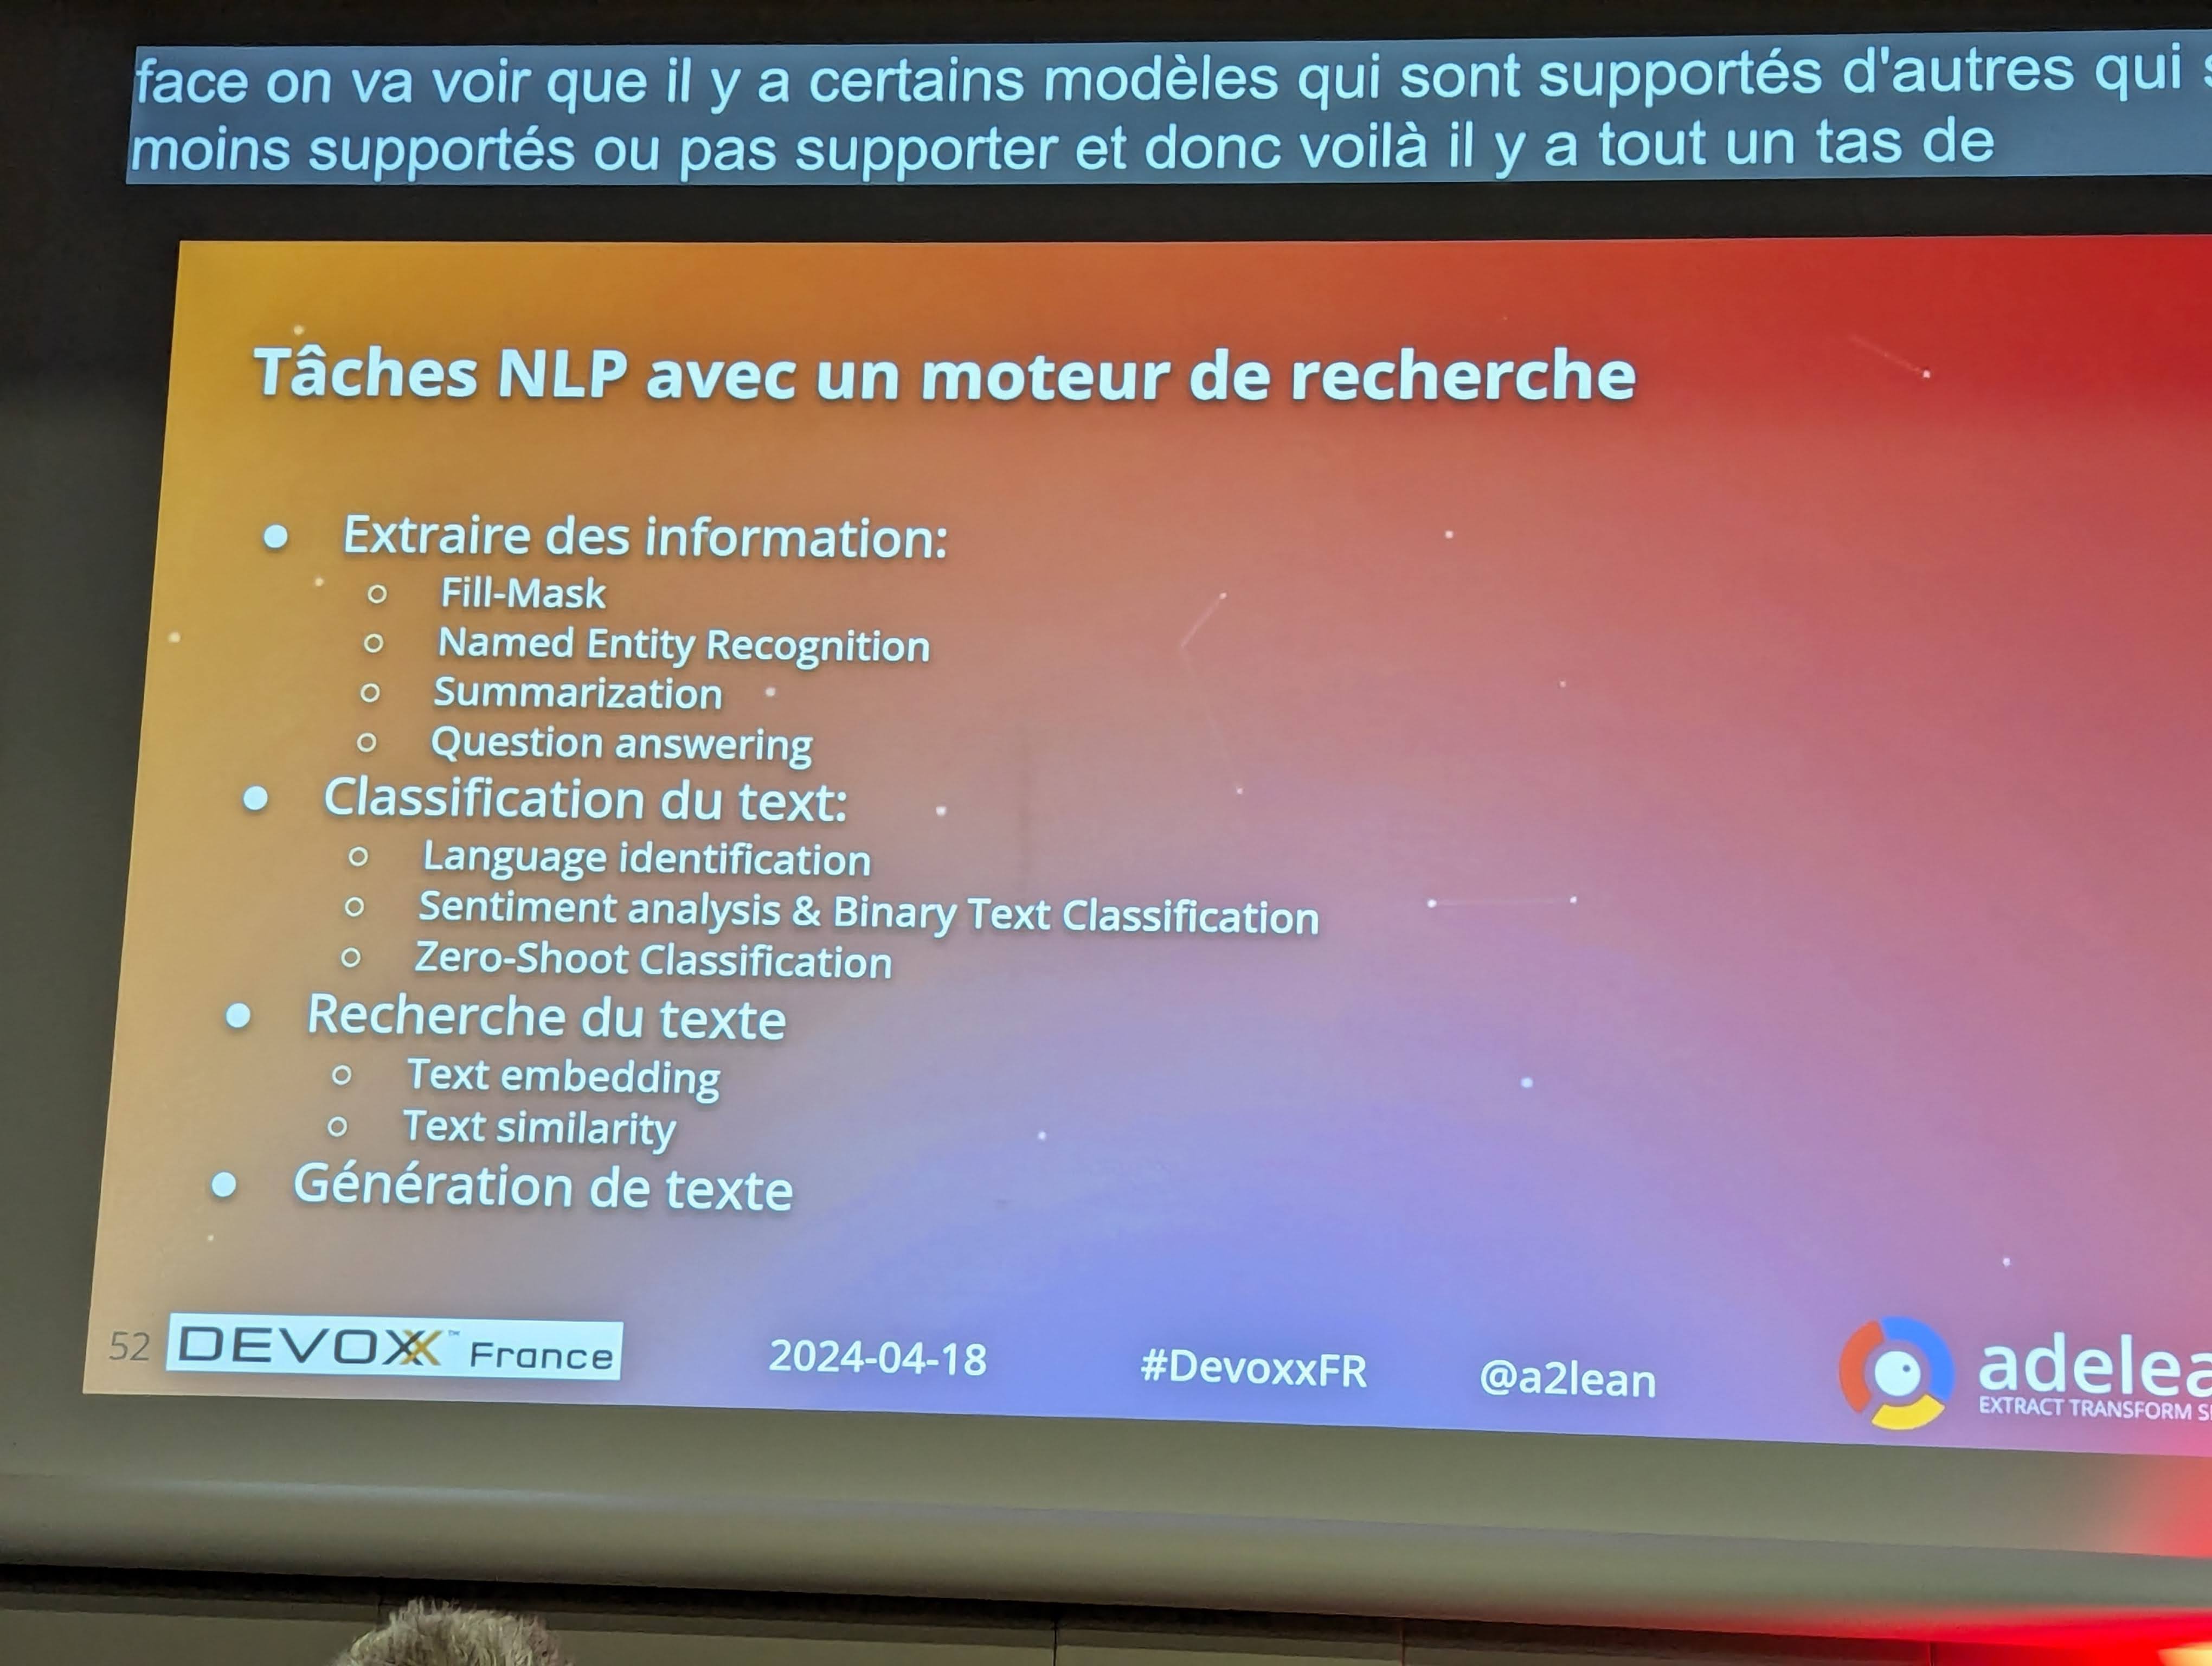 face on va voir que il y a certains modèles qui sont supportés d'autres qui
moins supportés ou pas supporter et donc voilà il y a tout un tas de
Tâches NLP avec un moteur de recherche
● Extraire des information:
○ Fill-Mask
○ Named Entity Recognition
○ Summarization
○ Question answering
● Classification du text:
○ Language identification
○ Sentiment analysis & Binary Text Classification
○ Zero-Shoot Classification
● Recherche du texte
○ Text embedding
○ Text similarity
● Génération de texte
52 DEVOXX™ France 2024-04-18 #DevoxxFR @a2lean adelea
EXTRACT TRANSFORM